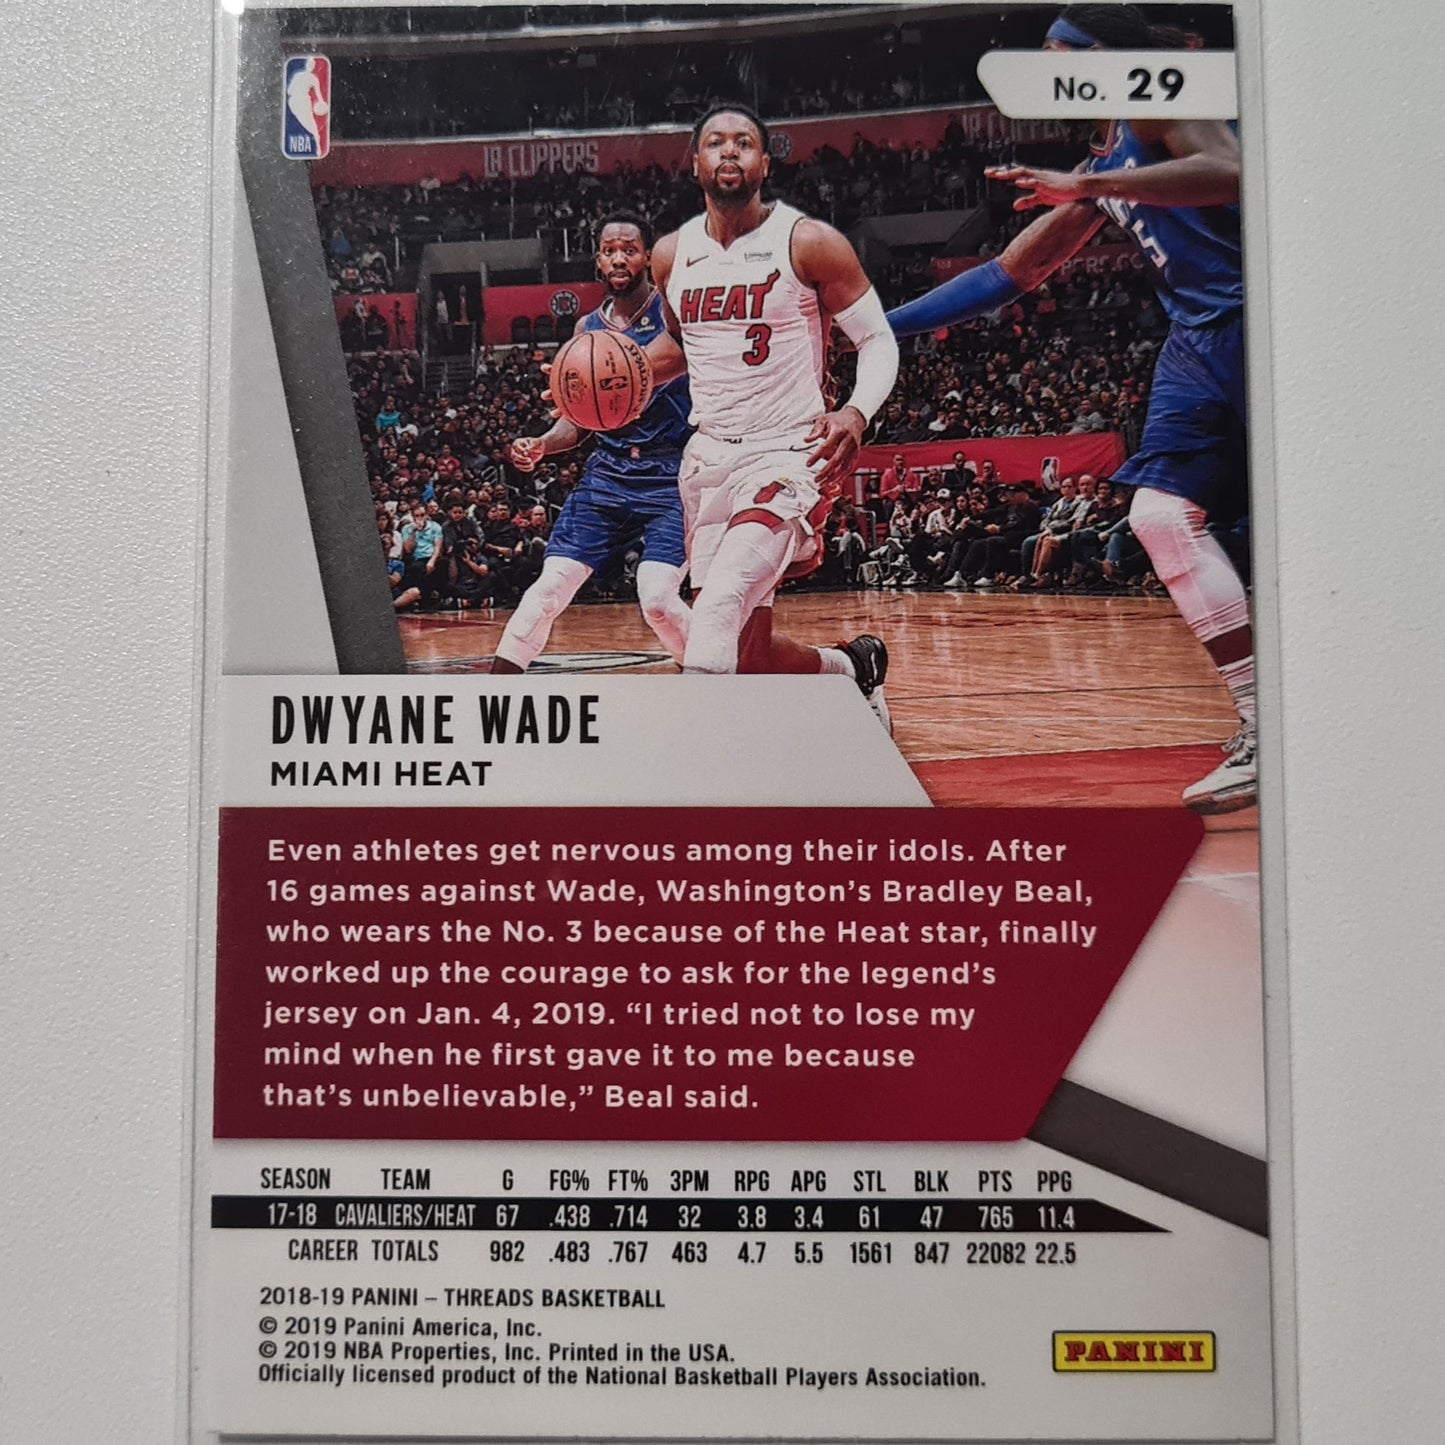 No. 29
NBA
LA CLIPPERS
HEAT
3
SPALDING
5
DWYANE WADE
MIAMI HEAT
Even athletes get nervous among their idols. After
16 games against Wade, Washington's Bradley Beal,
who wears the No. 3 because of the Heat star, finally
worked up the courage to ask for the legend's
jersey on Jan. 4, 2019. “I tried not to lose my
mind when he first gave it to me because
that's unbelievable,” Beal said.
SEASON TEAM G FG% FT% 3PM RPG APG STL BLK PTS PPG
17-18 CAVALIERS/HEAT 67 .438 .714 32 3.8 3.4 61 47 765 11.4
CAREER TOTALS 982 .483 .767 463 4.7 5.5 1561 847 22082 22.5
2018-19 PANINI – THREADS BASKETBALL
© 2019 Panini America, Inc.
© 2019 NBA Properties, Inc. Printed in the USA.
Officially licensed product of the National Basketball Players Association.
PANINI